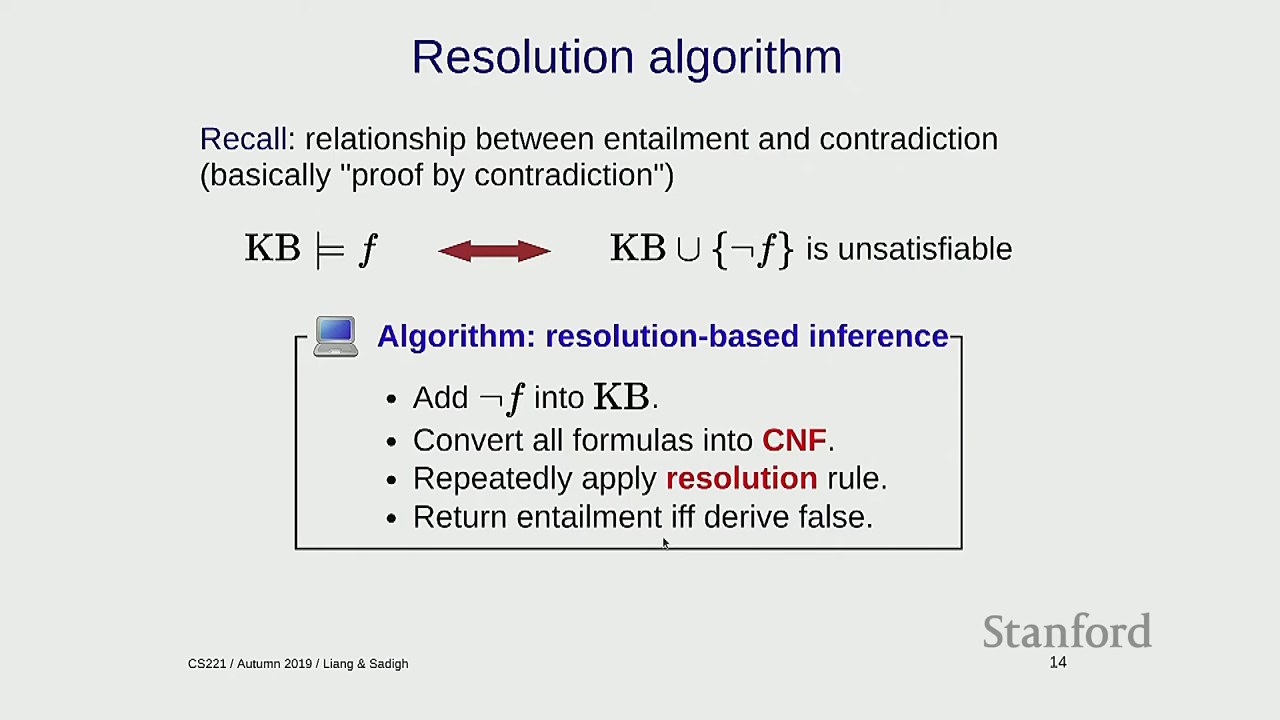 Resolution algorithm
Recall: relationship between entailment and contradiction
(basically "proof by contradiction")
KB ⊨ f KB ∪ {¬f} is unsatisfiable
Algorithm: resolution-based inference
• Add ¬f into KB.
• Convert all formulas into CNF.
• Repeatedly apply resolution rule.
• Return entailment iff derive false.
Stanford
CS221 / Autumn 2019 / Liang & Sadigh
14